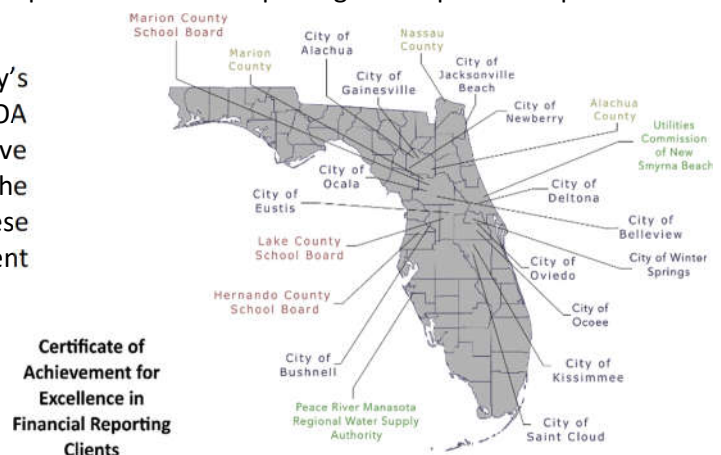 Marion County
School Board
Marion
County
City of
Alachua
Nassau
County
City of
Gainesville
City of
Jacksonville
Beach
City of
Newberry
Alachua
County
Utilities
Commission
of New
Smyrna Beach
City of
Ocala
City of
Deltona
City of
Eustis
City of
Belleview
Lake County
School Board
City of
Oviedo
City of Winter
Springs
Hernando County
School Board
City of
Ocoee
City of
Bushnell
City of
Kissimmee
Peace River Manasota
Regional Water Supply
Authority
City of
Saint Cloud
Certificate of
Achievement for
Excellence in
Financial Reporting
Clients